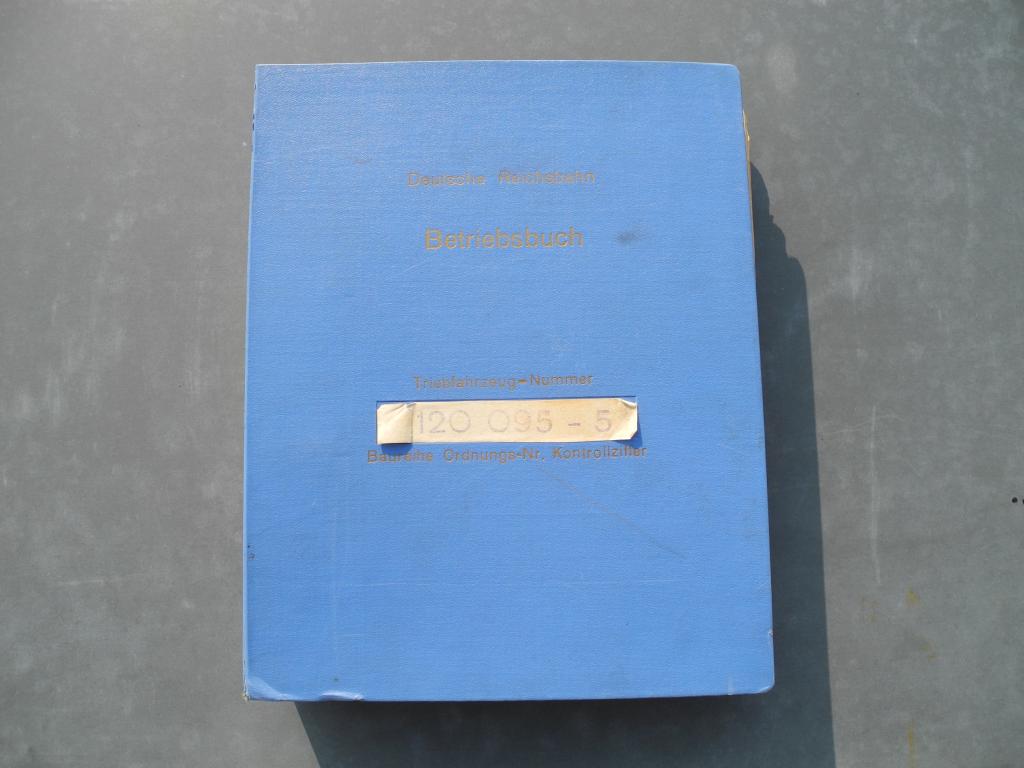 Deutsche Reichsbahn
Betriebsbuch
Triebfahrzeug-Nummer
120 095 - 5
Baureihe Ordnungs-Nr. Kontrollziffer